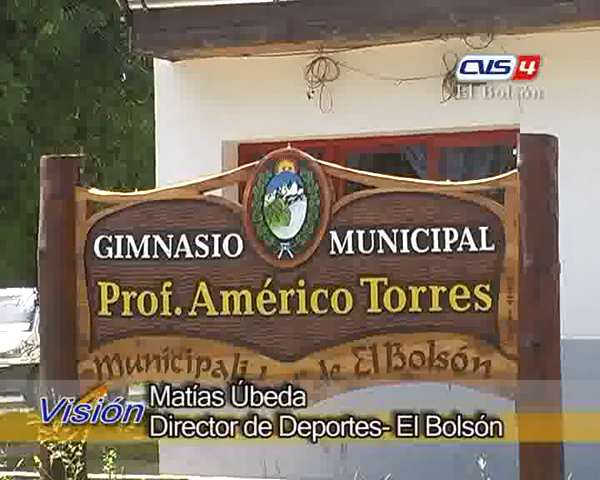 CVS 4
El Bolsón
GIMNASIO MUNICIPAL
Prof. Américo Torres
de El Bolsón
Visión
Matías Úbeda
Director de Deportes- El Bolsón